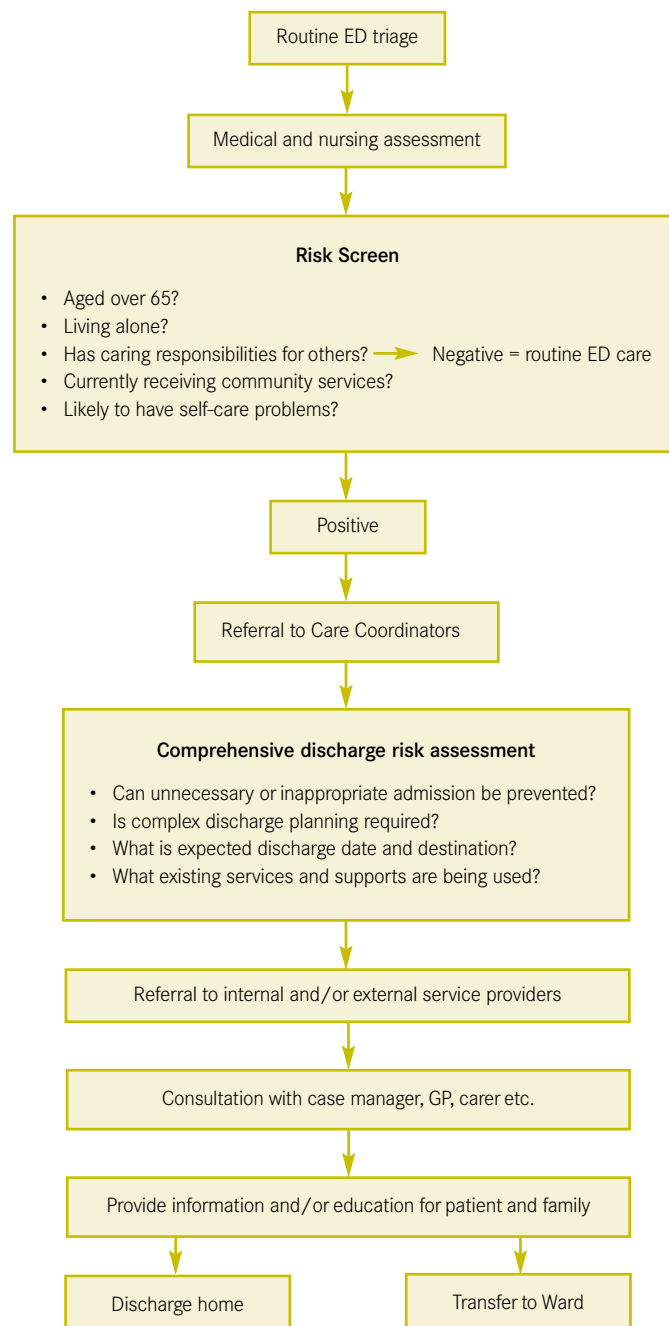 Routine ED triage
Medical and nursing assessment
Risk Screen
• Aged over 65?
• Living alone?
• Has caring responsibilities for others? Negative = routine ED care
• Currently receiving community services?
• Likely to have self-care problems?
Positive
Referral to Care Coordinators
Comprehensive discharge risk assessment
• Can unnecessary or inappropriate admission be prevented?
• Is complex discharge planning required?
• What is expected discharge date and destination?
• What existing services and supports are being used?
Referral to internal and/or external service providers
Consultation with case manager, GP, carer etc.
Provide information and/or education for patient and family
Discharge home
Transfer to Ward